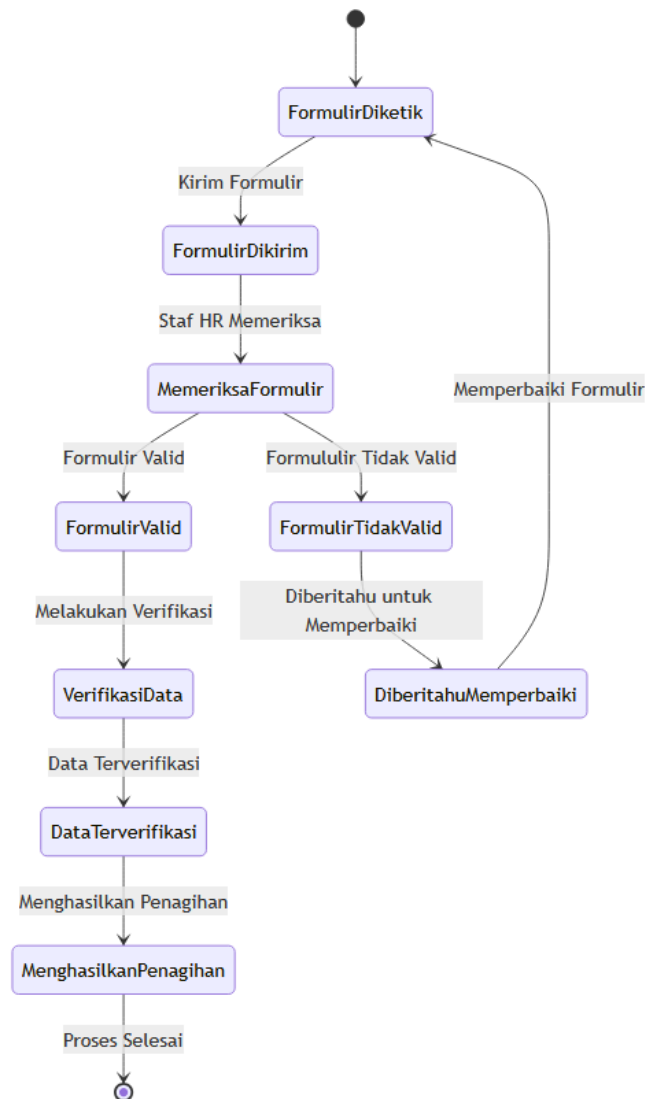 FormulirDiketik
Kirim Formulir
FormulirDikirim
Staf HR Memeriksa
MemeriksaFormulir
Memperbaiki Formulir
Formulir Valid
Formululir Tidak Valid
FormulirValid
FormulirTidakValid
Diberitahu untuk
Memperbaiki
Melakukan Verifikasi
VerifikasiData
DiberitahuMemperbaiki
Data Terverifikasi
DataTerverifikasi
Menghasilkan Penagihan
MenghasilkanPenagihan
Proses Selesai